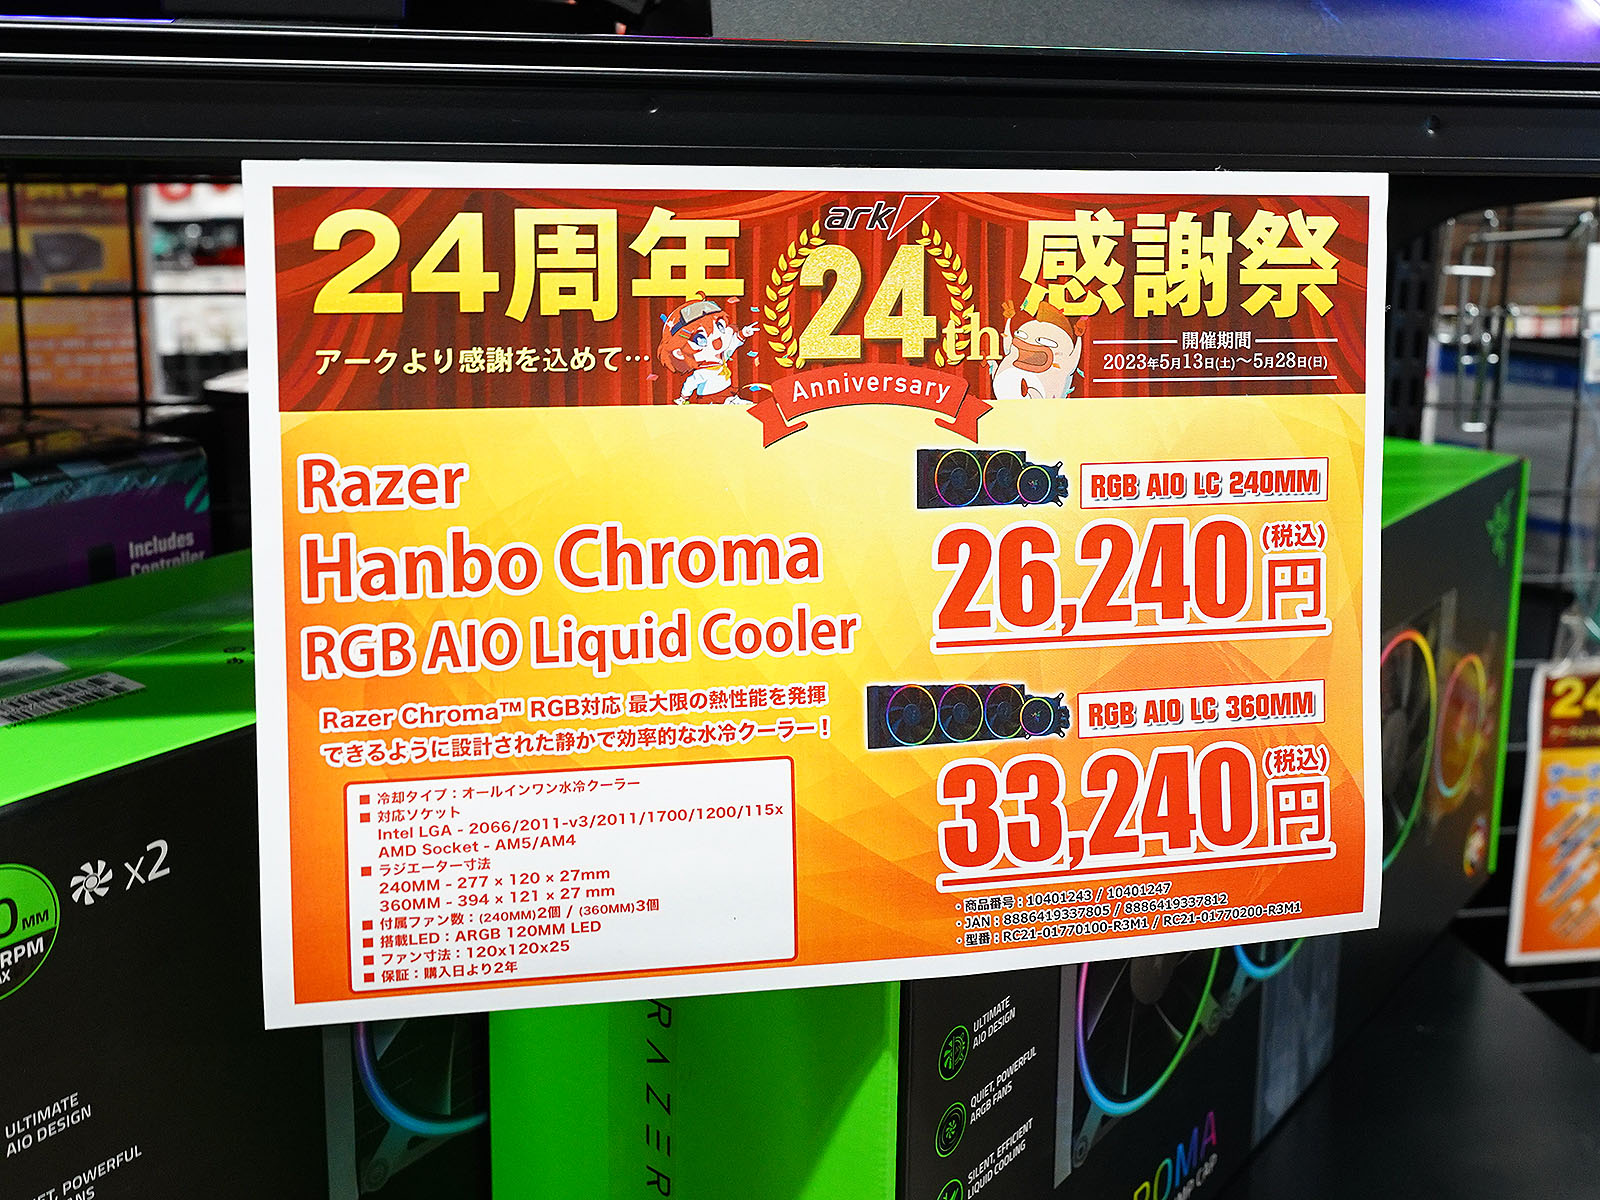 24周年
ark
24th
Anniversary
感謝祭
アークより感謝を込めて…
開催期間
2023年5月13日(土)～5月28日(日)
Razer
Hanbo Chroma
RGB AIO Liquid Cooler
Razer Chroma™ RGB対応 最大限の熱性能を発揮
できるように設計された静かで効率的な水冷クーラー！
■ 冷却タイプ：オールインワン水冷クーラー
■ 対応ソケット
Intel LGA - 2066/2011-v3/2011/1700/1200/115x
AMD Socket - AM5/AM4
■ ラジエーター寸法
240MM - 277 × 120 × 27mm
360MM - 394 × 121 × 27 mm
■ 付属ファン数：(240MM)2個 / (360MM)3個
■ 搭載LED：ARGB 120MM LED
■ ファン寸法：120x120x25
■ 保証：購入日より2年
RGB AIO LC 240MM
26,240円(税込)
RGB AIO LC 360MM
33,240円(税込)
・商品番号：10401243 / 10401247
・JAN：8886419337805 / 8886419337812
・型番：RC21-01770100-R3M1 / RC21-01770200-R3M1
Includes
Controller
x2
MM
RPM
ULTIMATE
AIO DESIGN
POWERFUL
RAZER
ULTIMATE
AIO DESIGN
QUIET, POWERFUL
ARGB FANS
SILENT, EFFICIENT
LIQUID COOLING
ROMA
24